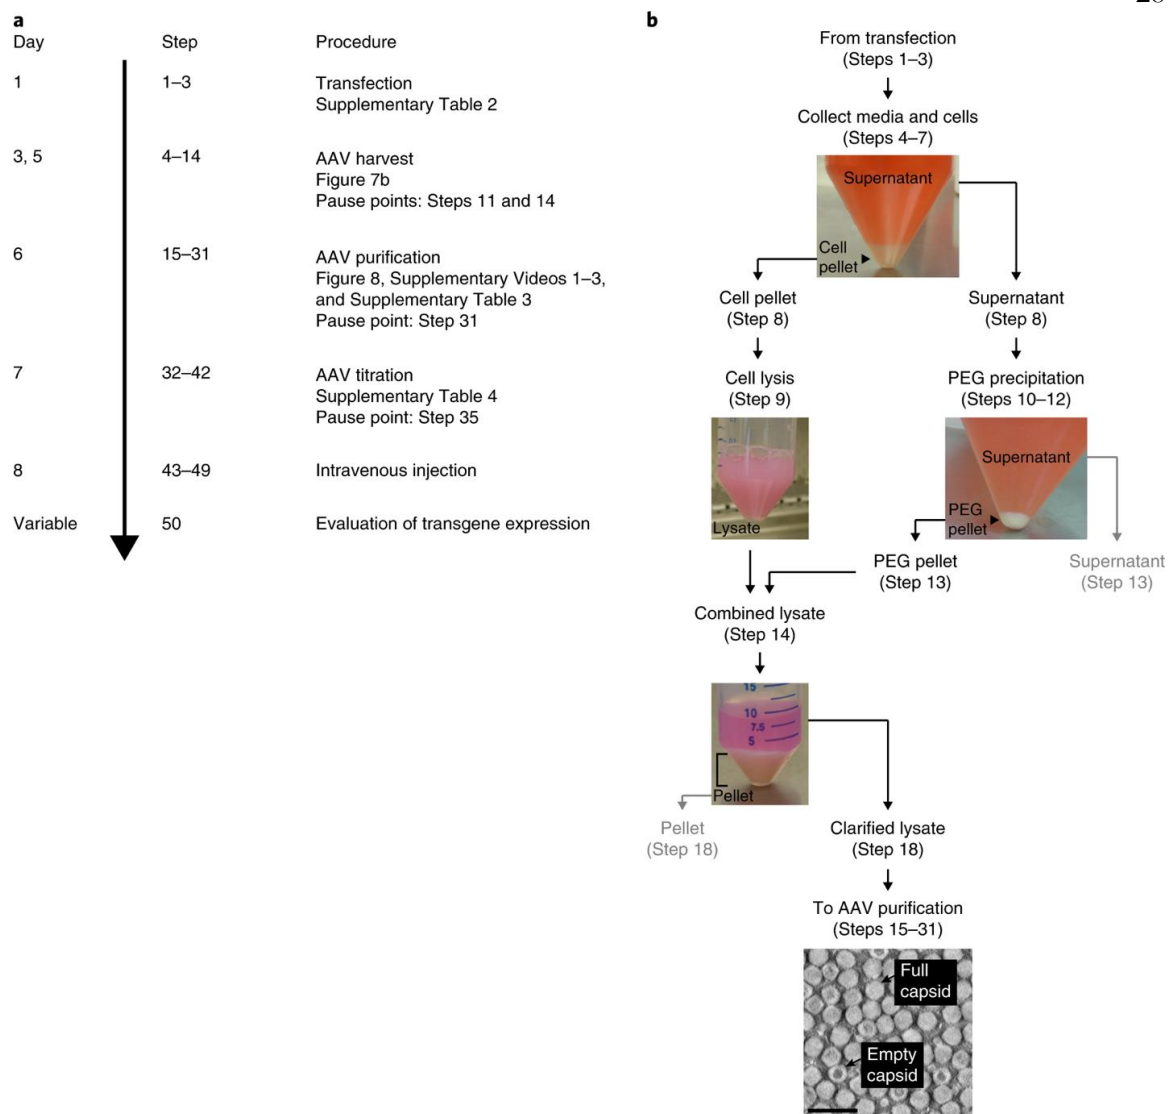 a
Day Step Procedure
1 1–3 Transfection
Supplementary Table 2
3, 5 4–14 AAV harvest
Figure 7b
Pause points: Steps 11 and 14
6 15–31 AAV purification
Figure 8, Supplementary Videos 1–3,
and Supplementary Table 3
Pause point: Step 31
7 32–42 AAV titration
Supplementary Table 4
Pause point: Step 35
8 43–49 Intravenous injection
Variable 50 Evaluation of transgene expression
b
From transfection
(Steps 1–3)
Collect media and cells
(Steps 4–7)
Supernatant
Cell
pellet
Cell pellet
(Step 8)
Supernatant
(Step 8)
Cell lysis
(Step 9)
PEG precipitation
(Steps 10–12)
Lysate
Supernatant
PEG
pellet
PEG pellet
(Step 13)
Supernatant
(Step 13)
Combined lysate
(Step 14)
15
10
7.5
5
Pellet
Pellet
(Step 18)
Clarified lysate
(Step 18)
To AAV purification
(Steps 15–31)
Full
capsid
Empty
capsid